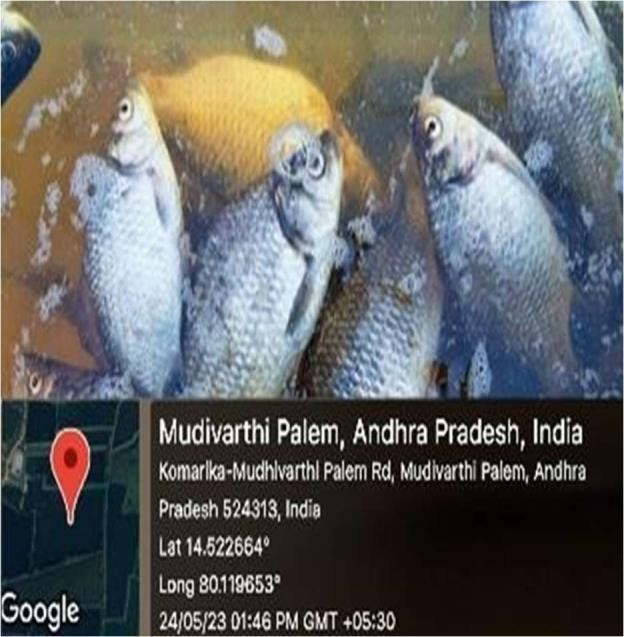 Mudivarthi Palem, Andhra Pradesh, India
Komarika-Mudhivarthi Palem Rd, Mudivarthi Palem, Andhra
Pradesh 524313, India
Lat 14.522664°
Long 80.119653°
24/05/23 01:46 PM GMT +05:30
Google